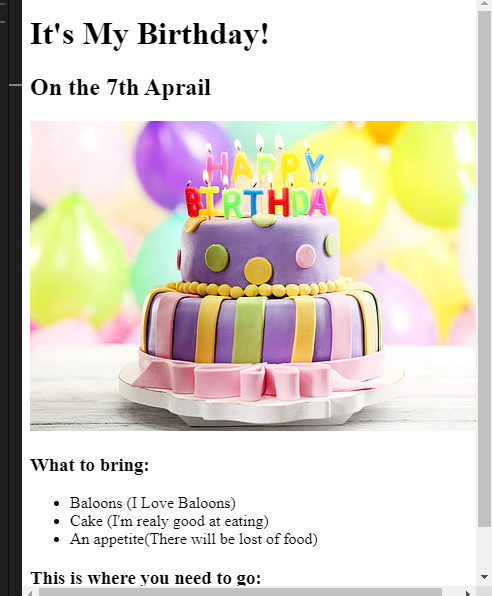 It's My Birthday!
On the 7th Aprail
HAPPY
BIRTHDAY
What to bring:
Baloons (I Love Baloons)
Cake (I'm realy good at eating)
An appetite(There will be lost of food)
This is where you need to go: